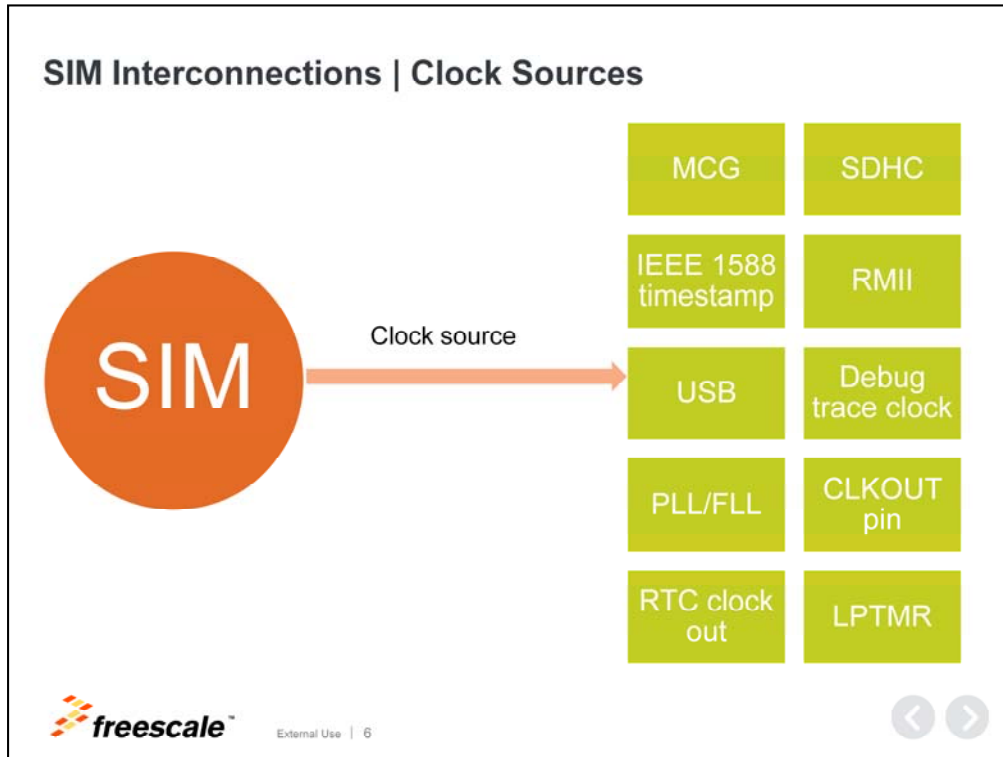 SIM Interconnections | Clock Sources
MCG
SDHC
IEEE 1588
timestamp
RMII
SIM
Clock source
USB
Debug
trace clock
PLL/FLL
CLKOUT
pin
RTC clock
out
LPTMR
freescale™
External Use | 6